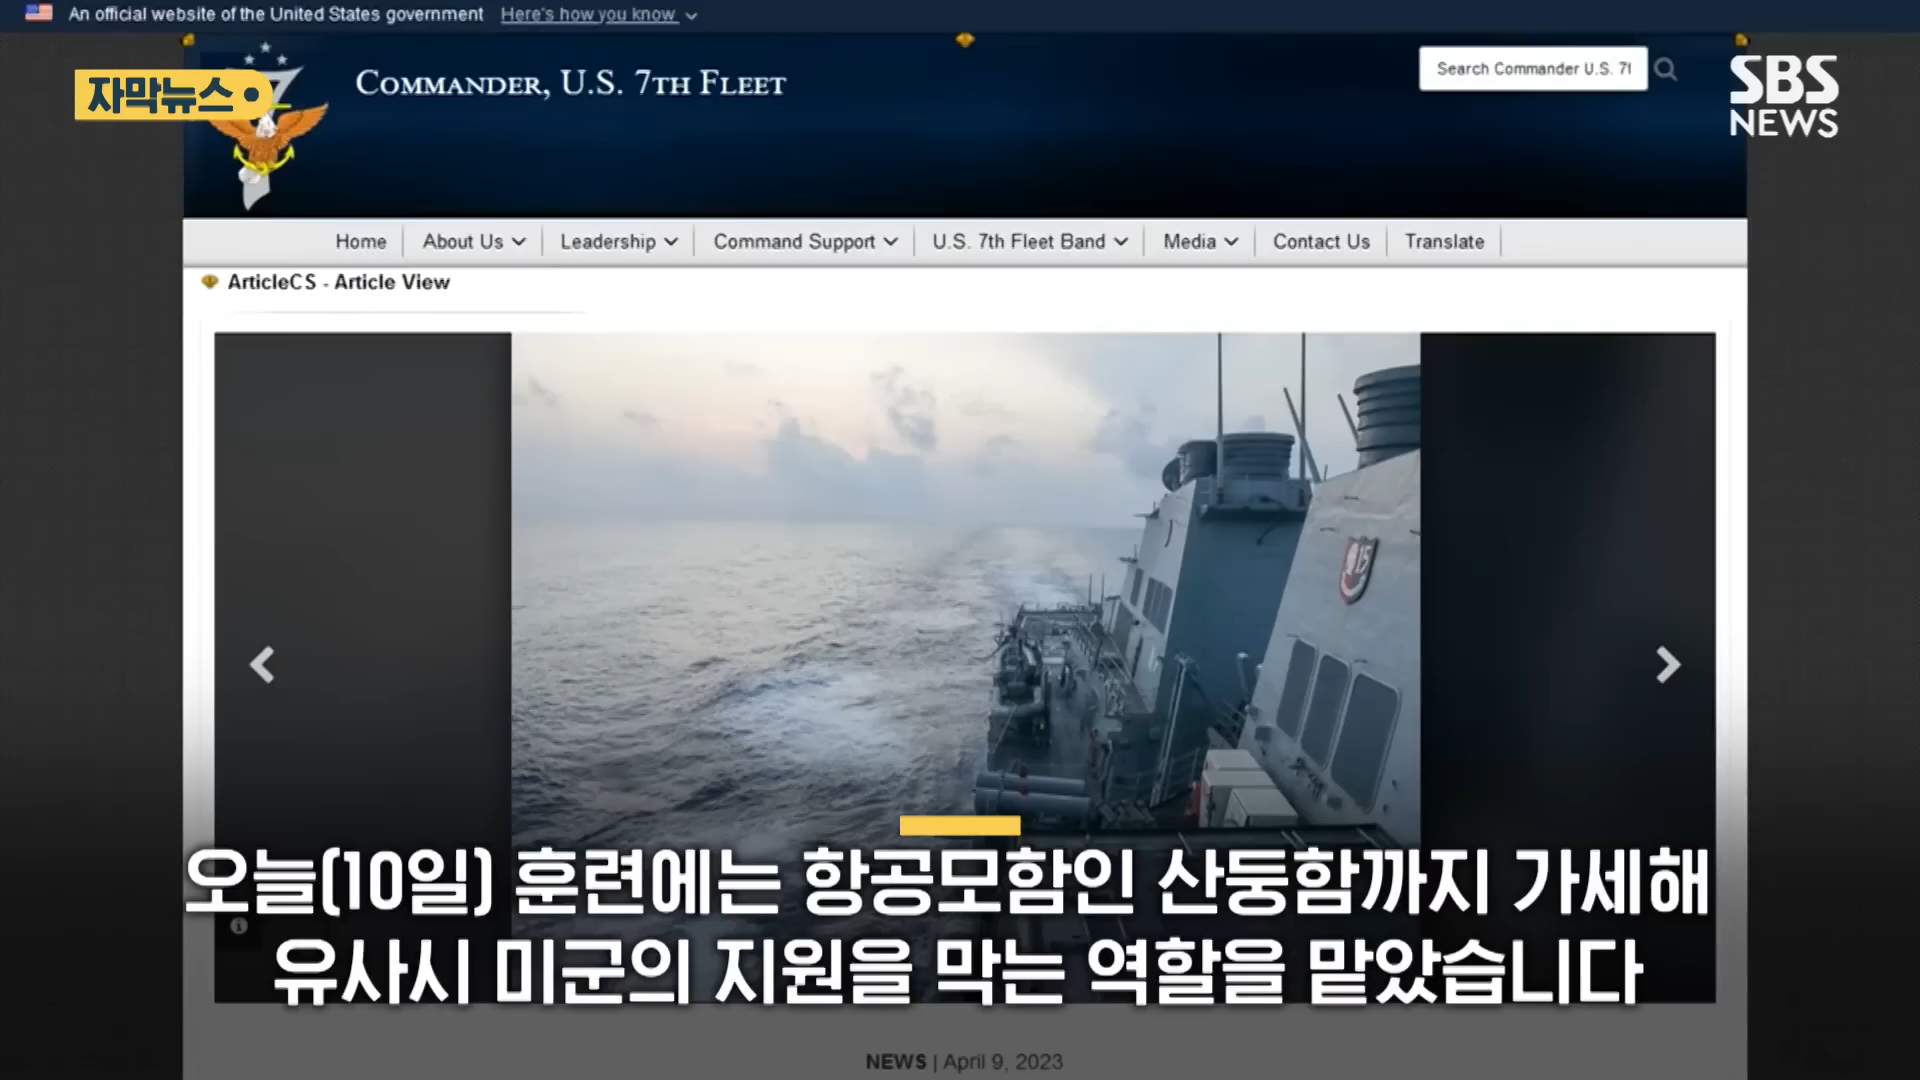 An official website of the United States government Here's how you know
자막뉴스
COMMANDER, U.S. 7TH FLEET
Search Commander U.S. 7t
SBS
NEWS
Home About Us Leadership Command Support U.S. 7th Fleet Band Media Contact Us Translate
ArticleCS - Article View
15
오늘(10일) 훈련에는 항공모함인 산둥함까지 가세해
유사시 미군의 지원을 막는 역할을 맡았습니다
NEWS | April 9, 2023